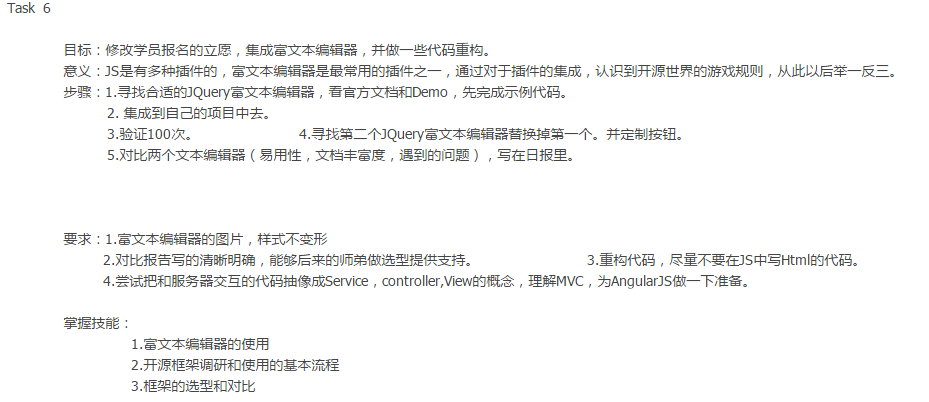 Task 6
目标：修改学员报名的立愿，集成富文本编辑器，并做一些代码重构。
意义：JS是有多种插件的，富文本编辑器是最常用的插件之一，通过对于插件的集成，认识到开源世界的游戏规则，从此以后举一反三。
步骤：1.寻找合适的JQuery富文本编辑器，看官方文档和Demo，先完成示例代码。
2. 集成到自己的项目中去。
3.验证100次。 4.寻找第二个JQuery富文本编辑器替换掉第一个。并定制按钮。
5.对比两个文本编辑器（易用性，文档丰富度，遇到的问题），写在日报里。
要求：1.富文本编辑器的图片，样式不变形
2.对比报告写的清晰明确，能够后来的师弟做选型提供支持。 3.重构代码，尽量不要在JS中写Html的代码。
4.尝试把和服务器交互的代码抽像成Service，controller,View的概念，理解MVC，为AngularJS做一下准备。
掌握技能：
1.富文本编辑器的使用
2.开源框架调研和使用的基本流程
3.框架的选型和对比